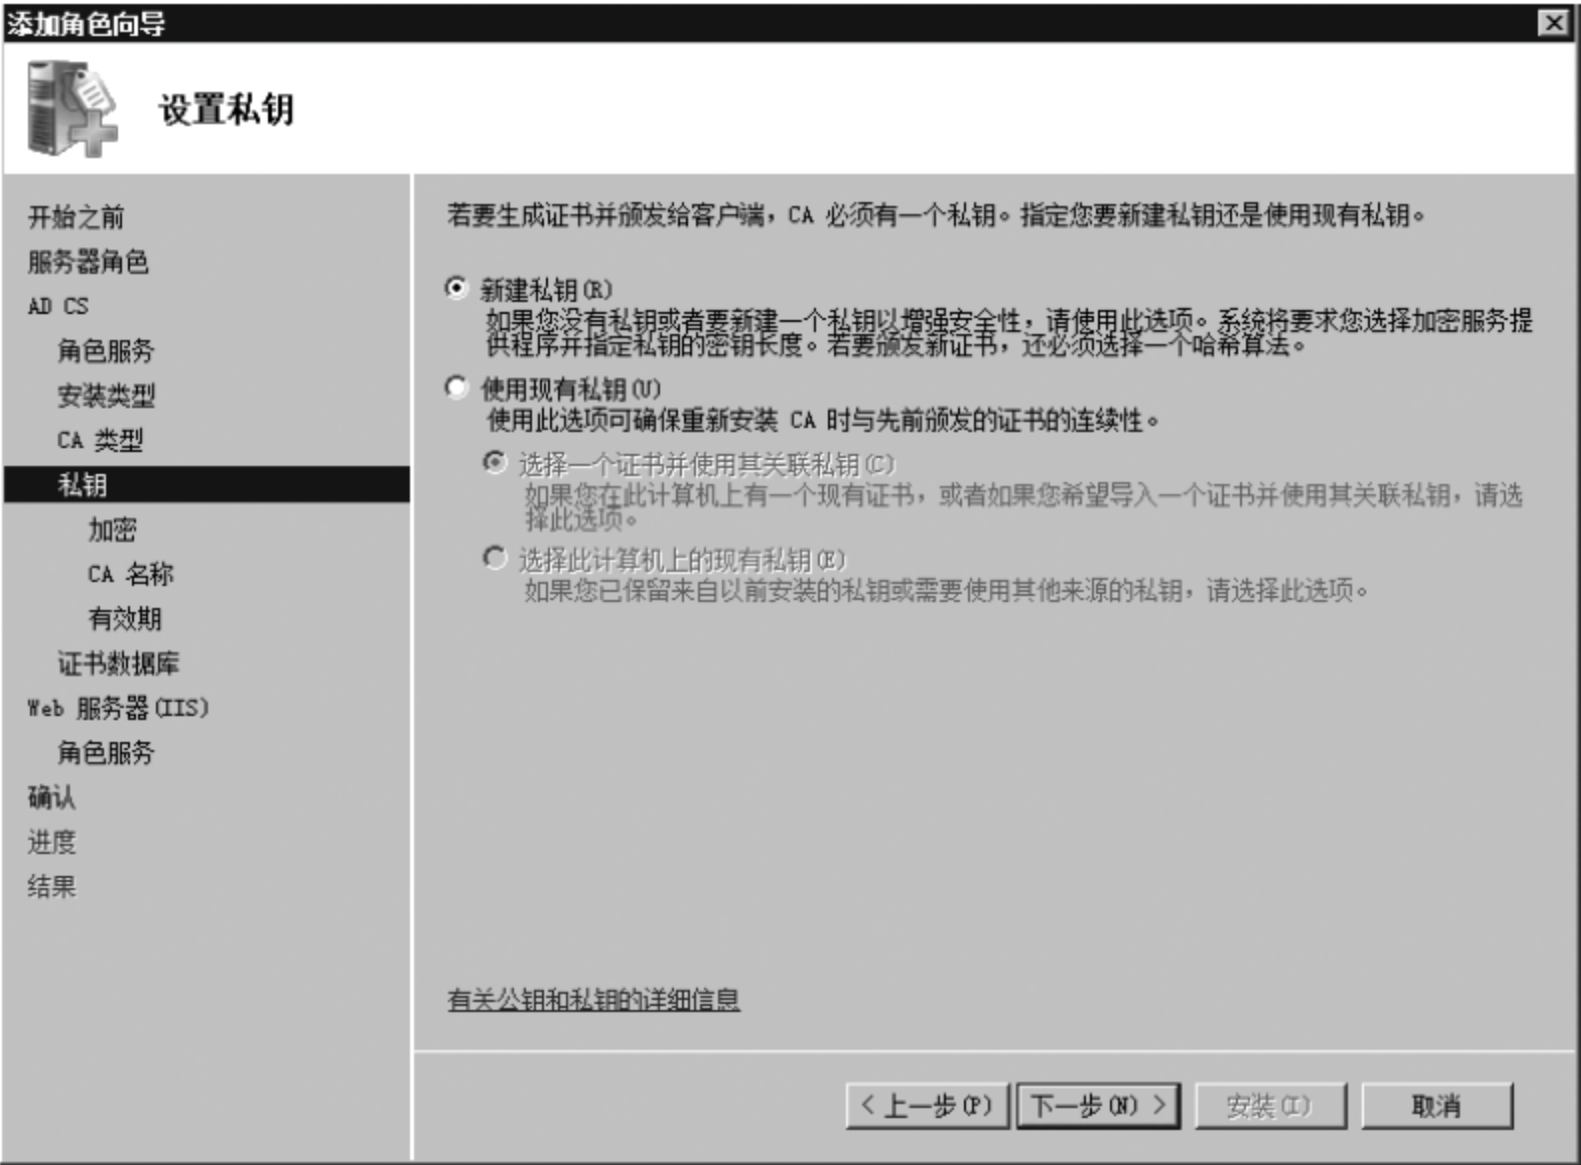 添加角色向导
设置私钥
开始之前
服务器角色
AD CS
角色服务
安装类型
CA 类型
私钥
加密
CA 名称
有效期
证书数据库
Web 服务器(IIS)
角色服务
确认
进度
结果
若要生成证书并颁发给客户端，CA 必须有一个私钥。指定您要新建私钥还是使用现有私钥。
新建私钥(R)
如果您没有私钥或者要新建一个私钥以增强安全性，请使用此选项。系统将要求您选择加密服务提
供程序并指定私钥的密钥长度。若要颁发新证书，还必须选择一个哈希算法。
使用现有私钥(U)
使用此选项可确保重新安装 CA 时与先前颁发的证书的连续性。
选择一个证书并使用其关联私钥(C)
如果您在此计算机上有一个现有证书，或者如果您希望导入一个证书并使用其关联私钥，请选
择此选项。
选择此计算机上的现有私钥(E)
如果您已保留来自以前安装的私钥或需要使用其他来源的私钥，请选择此选项。
有关公钥和私钥的详细信息
< 上一步(P)
下一步(N) >
安装(I)
取消